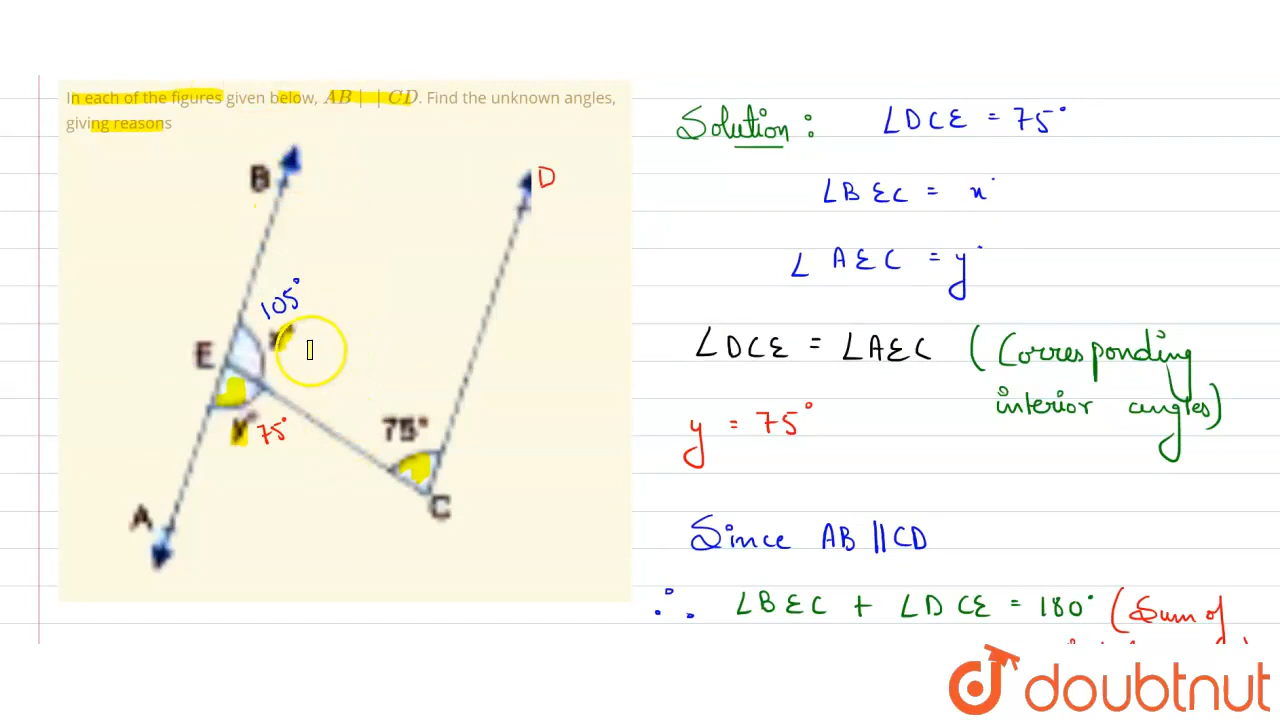 In each of the figures given below, AB | | CD. Find the unknown angles,
giving reasons
B
D
105°
x°
E
y° 75°
75°
A
C
Solution :
∠DCE = 75°
∠BEC = x°
∠AEC = y°
∠DCE = ∠AEC (Corresponding
interior angles)
y = 75°
Since AB || CD
∴ ∠BEC + ∠DCE = 180° (Sum of
doubtnut